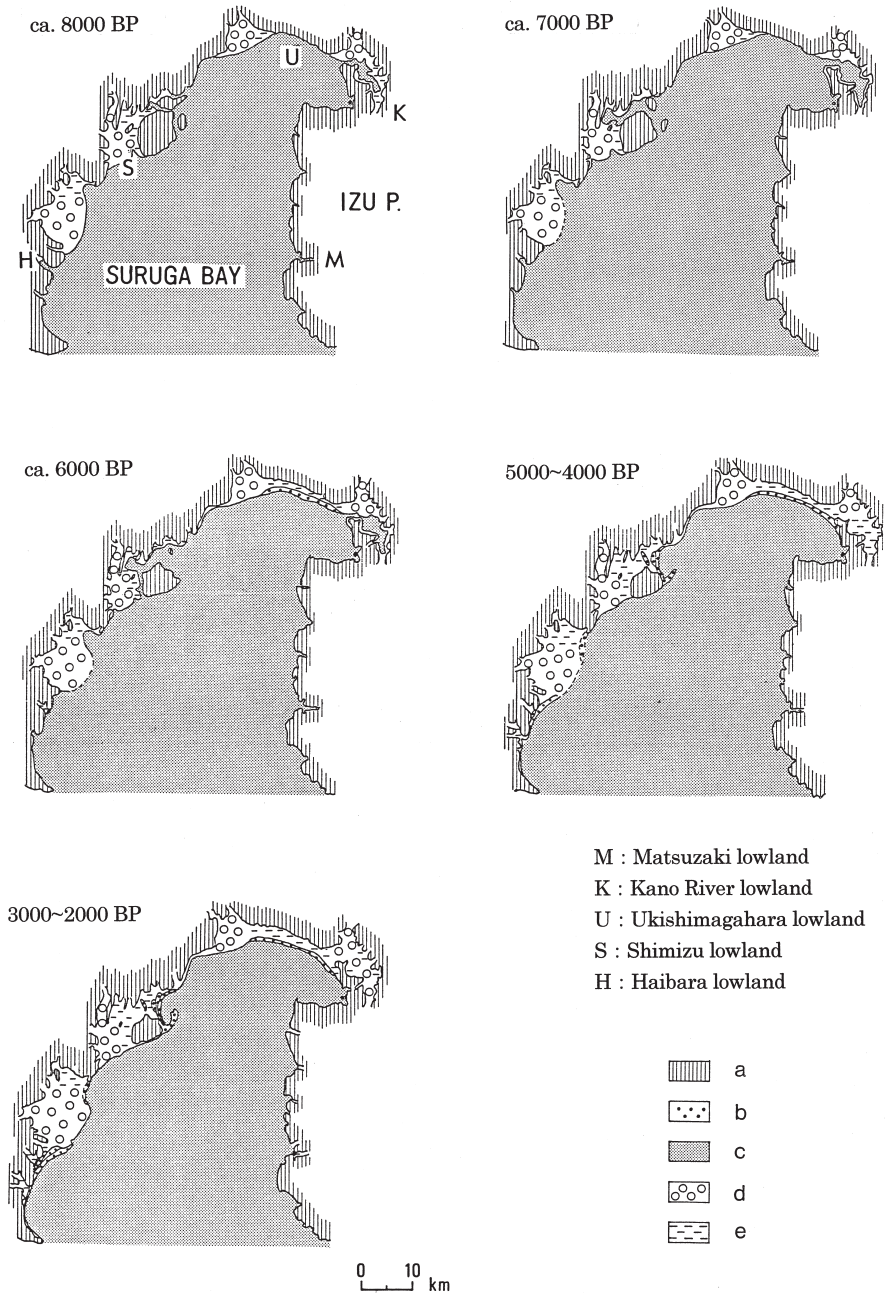 ca. 8000 BP
U
K
S
IZU P.
H
M
SURUGA BAY
ca. 7000 BP
ca. 6000 BP
5000~4000 BP
3000~2000 BP
M : Matsuzaki lowland
K : Kano River lowland
U : Ukishimagahara lowland
S : Shimizu lowland
H : Haibara lowland
a
b
c
d
e
0 10 km